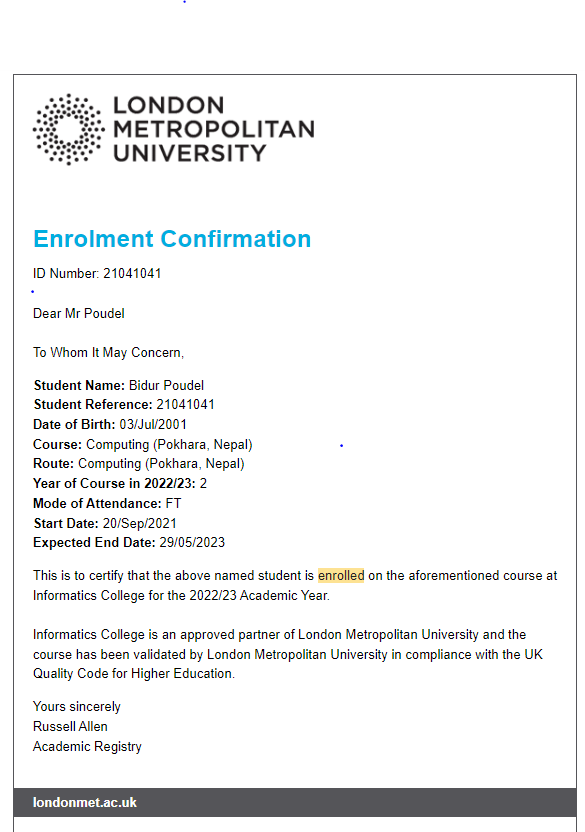 LONDON
METROPOLITAN
UNIVERSITY
Enrolment Confirmation
ID Number: 21041041
Dear Mr Poudel
To Whom It May Concern,
Student Name: Bidur Poudel
Student Reference: 21041041
Date of Birth: 03/Jul/2001
Course: Computing (Pokhara, Nepal)
Route: Computing (Pokhara, Nepal)
Year of Course in 2022/23: 2
Mode of Attendance: FT
Start Date: 20/Sep/2021
Expected End Date: 29/05/2023
This is to certify that the above named student is enrolled on the aforementioned course at
Informatics College for the 2022/23 Academic Year.
Informatics College is an approved partner of London Metropolitan University and the
course has been validated by London Metropolitan University in compliance with the UK
Quality Code for Higher Education.
Yours sincerely
Russell Allen
Academic Registry
londonmet.ac.uk